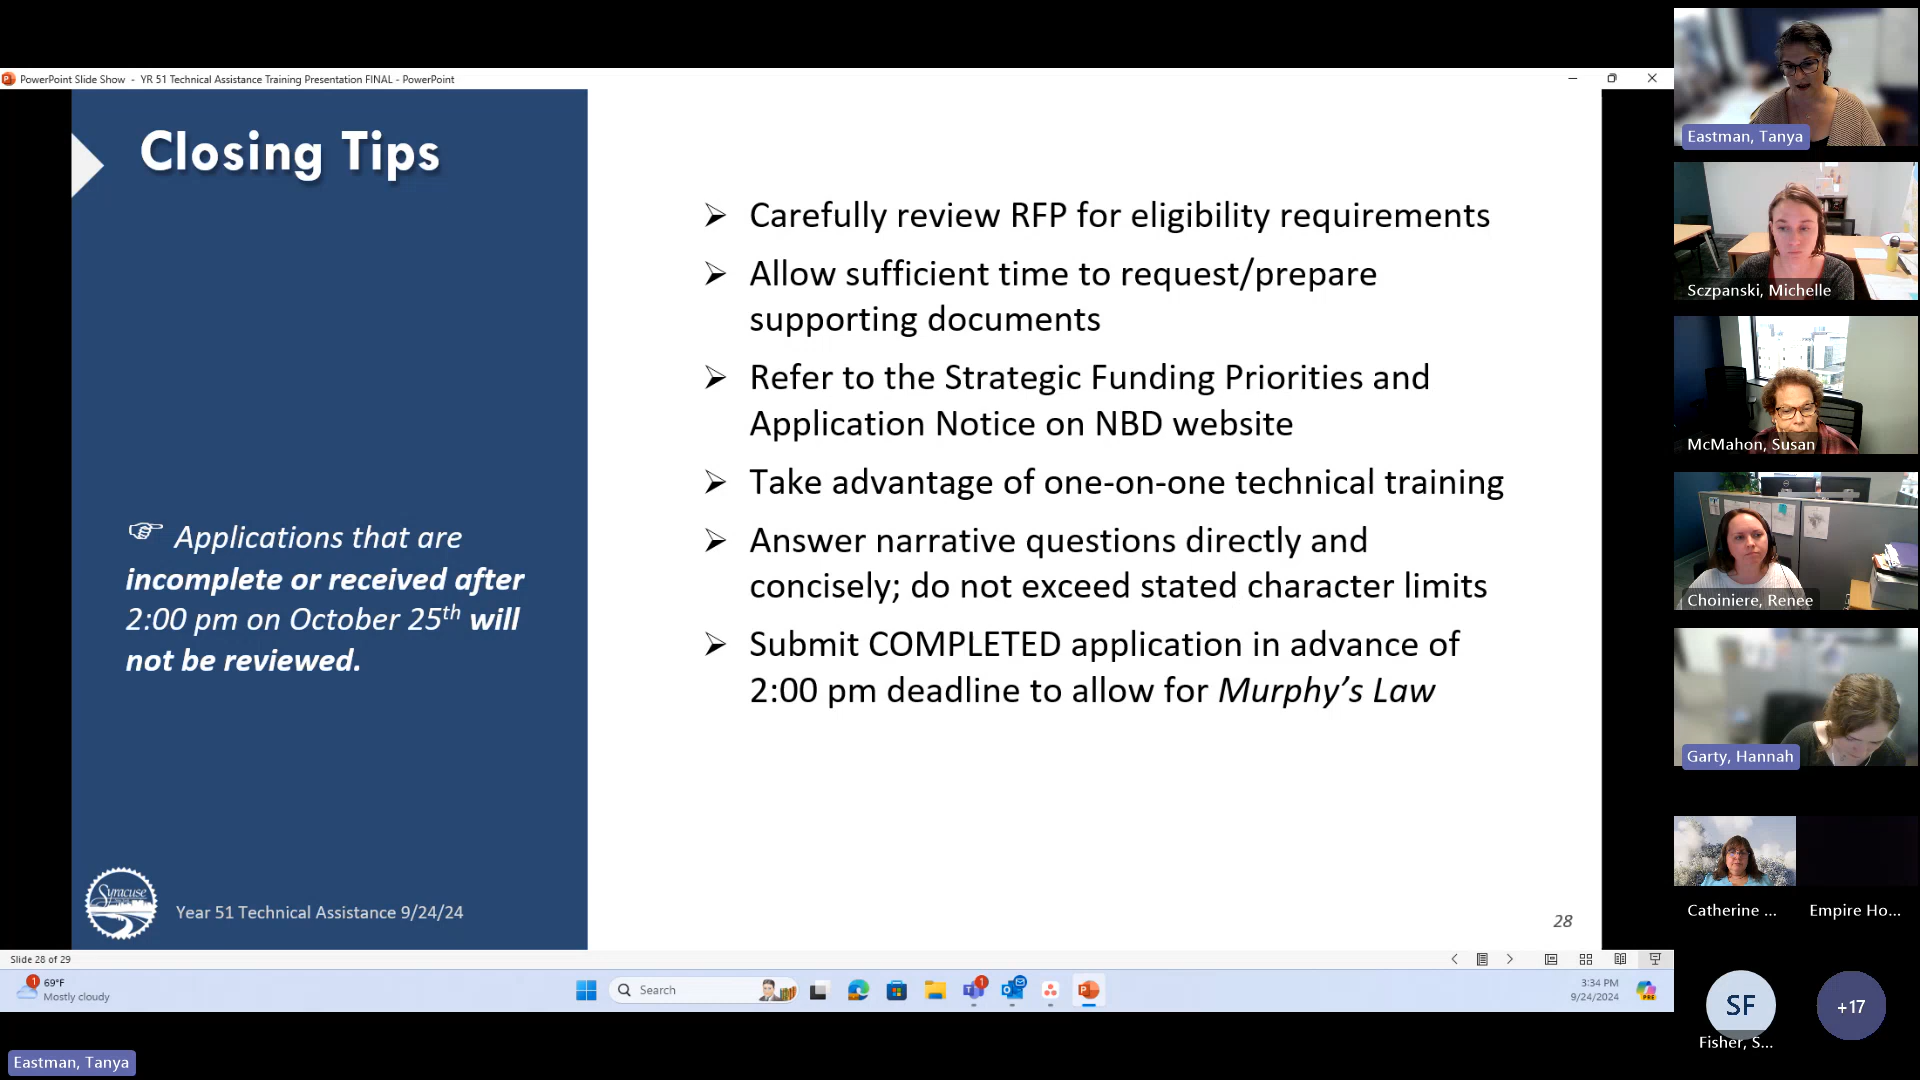 PowerPoint Slide Show - YR 51 Technical Assistance Training Presentation FINAL - PowerPoint
Closing Tips
Applications that are
incomplete or received after
2:00 pm on October 25th will
not be reviewed.
Syracuse
Year 51 Technical Assistance 9/24/24
Carefully review RFP for eligibility requirements
Allow sufficient time to request/prepare
supporting documents
Refer to the Strategic Funding Priorities and
Application Notice on NBD website
Take advantage of one-on-one technical training
Answer narrative questions directly and
concisely; do not exceed stated character limits
Submit COMPLETED application in advance of
2:00 pm deadline to allow for Murphy's Law
28
Slide 28 of 29
1
69°F
Mostly cloudy
Search
1
PRE
3:34 PM
9/24/2024
Eastman, Tanya
Eastman, Tanya
Sczpanski, Michelle
McMahon, Susan
Choiniere, Renee
Garty, Hannah
Catherine ...
Empire Ho...
SF
Fisher, S...
+17